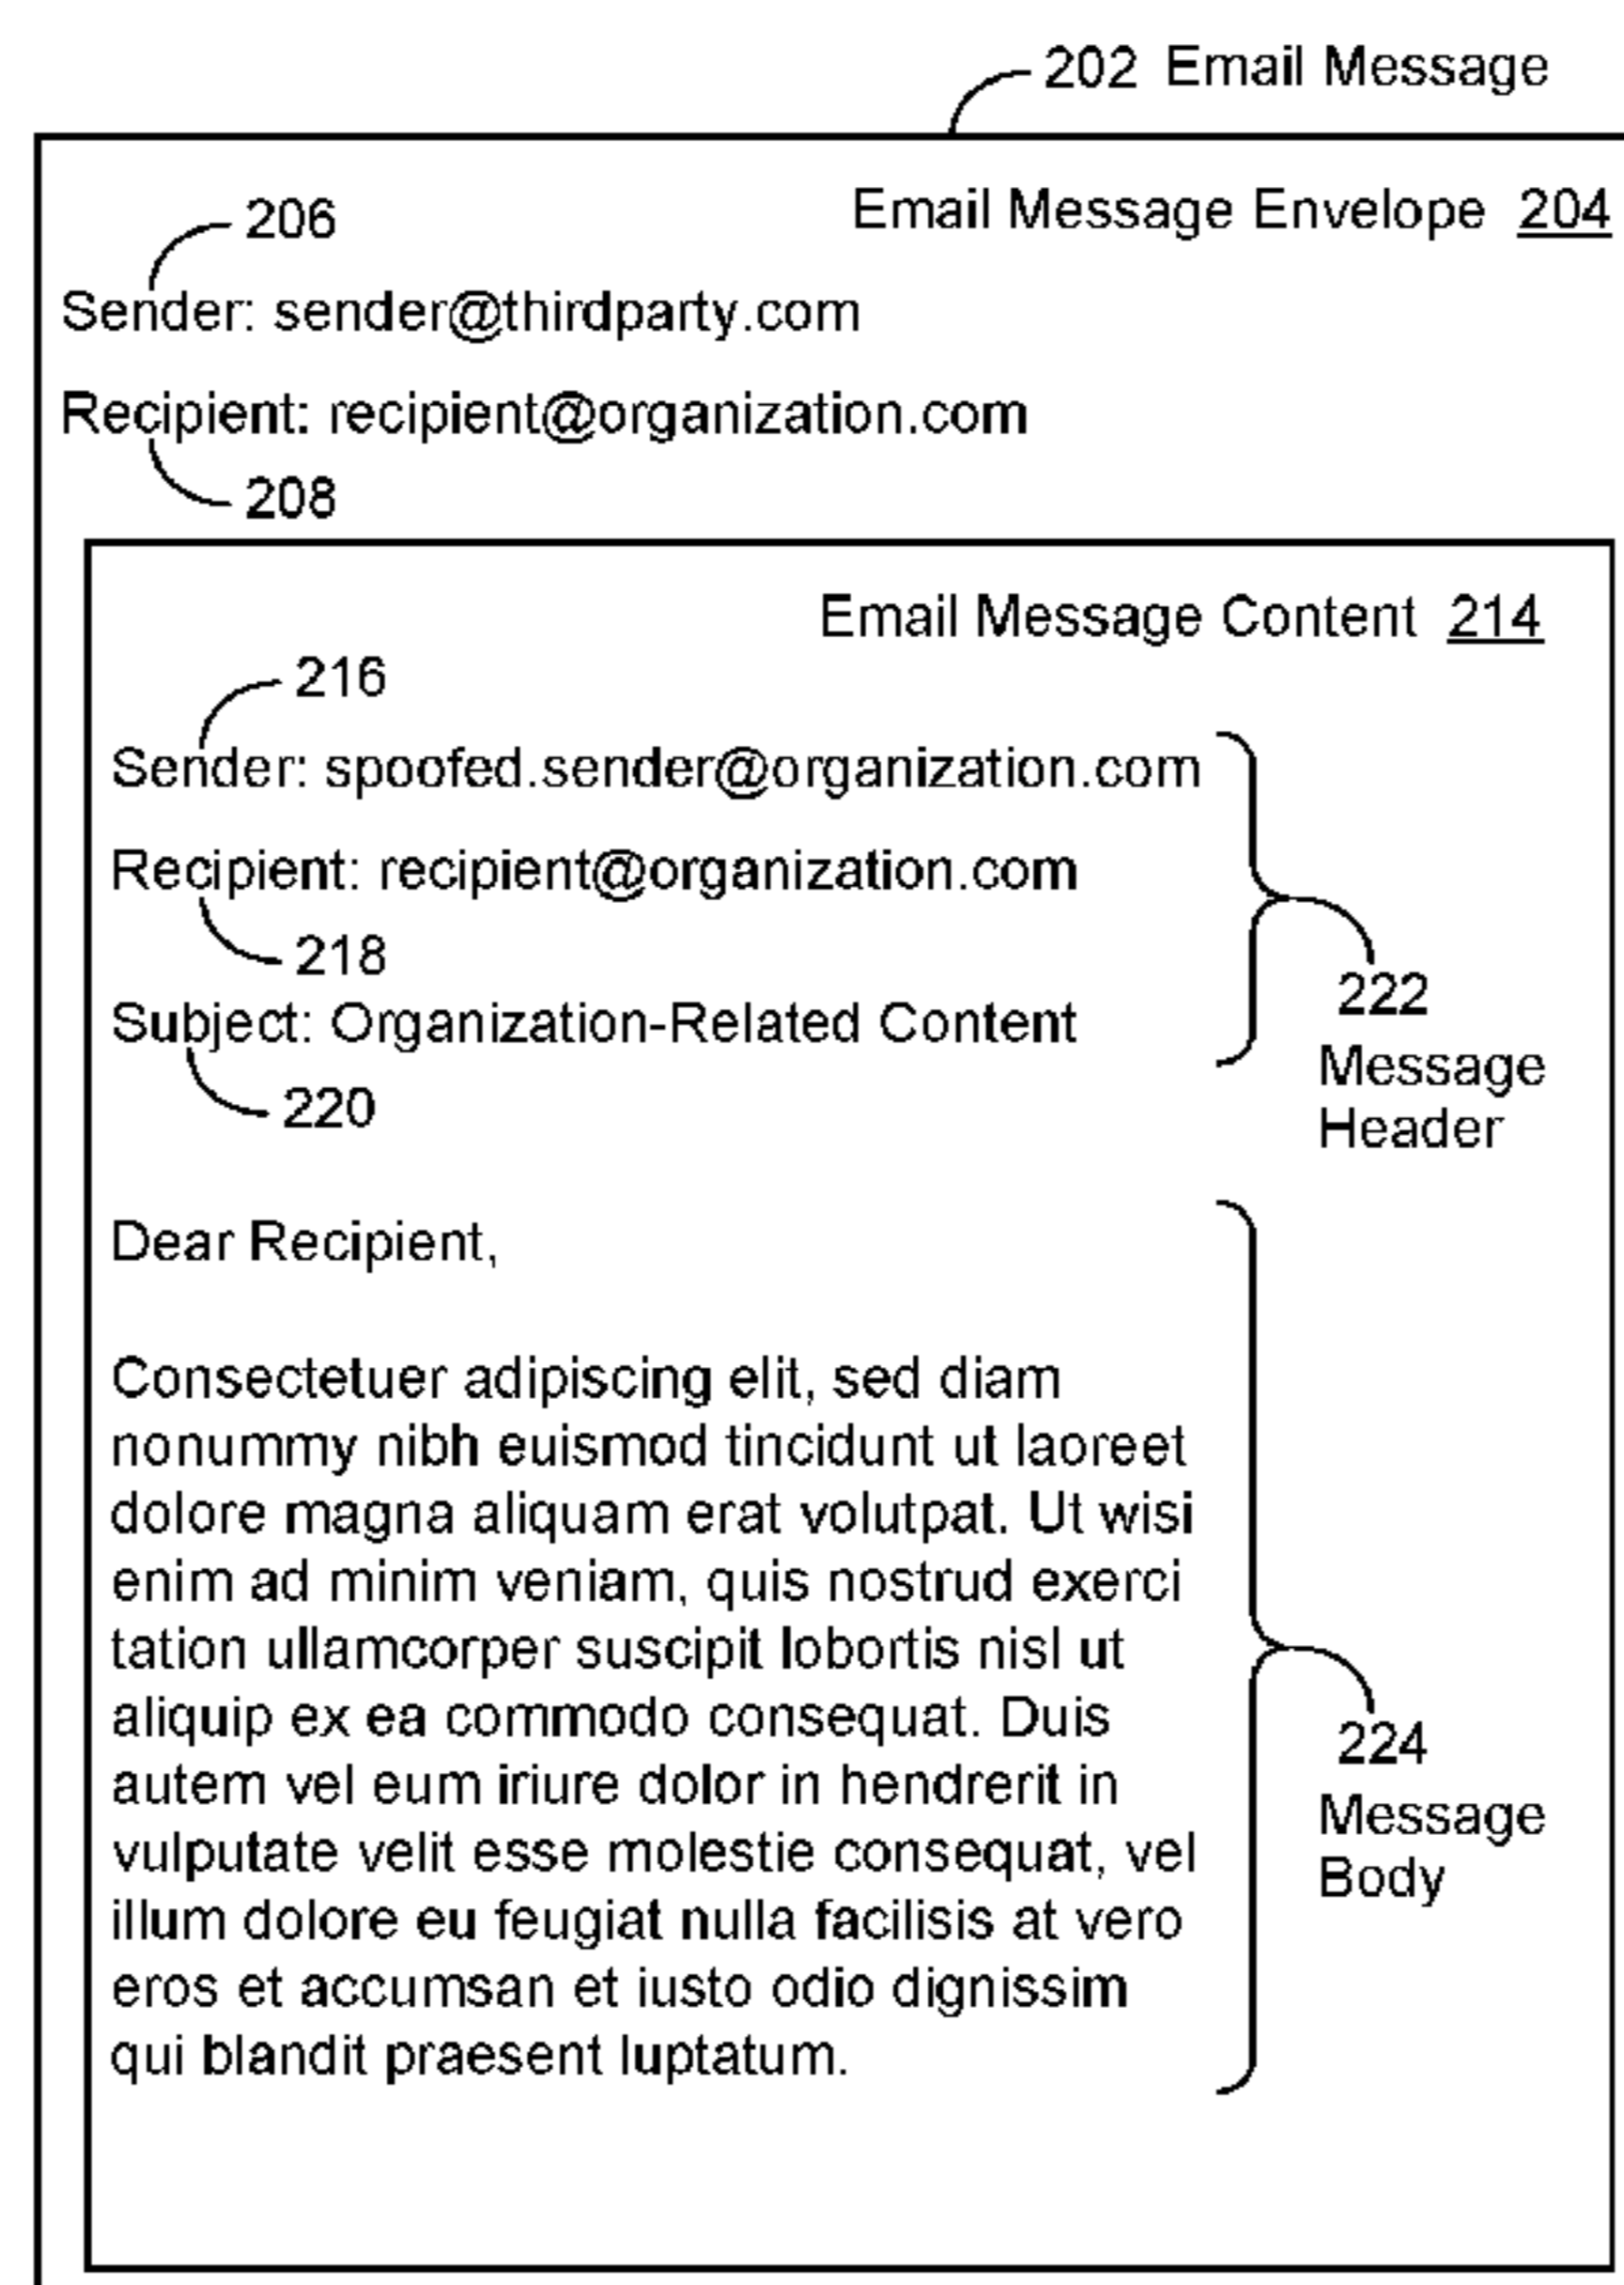 202 Email Message
Email Message Envelope 204
206
Sender: sender@thirdparty.com
Recipient: recipient@organization.com
208
Email Message Content 214
216
Sender: spoofed.sender@organization.com
Recipient: recipient@organization.com
218
Subject: Organization-Related Content
220
222
Message
Header
Dear Recipient,
Consectetuer adipiscing elit, sed diam
nonummy nibh euismod tincidunt ut laoreet
dolore magna aliquam erat volutpat. Ut wisi
enim ad minim veniam, quis nostrud exerci
tation ullamcorper suscipit lobortis nisl ut
aliquip ex ea commodo consequat. Duis
autem vel eum iriure dolor in hendrerit in
vulputate velit esse molestie consequat, vel
illum dolore eu feugiat nulla facilisis at vero
eros et accumsan et iusto odio dignissim
qui blandit praesent luptatum.
224
Message
Body